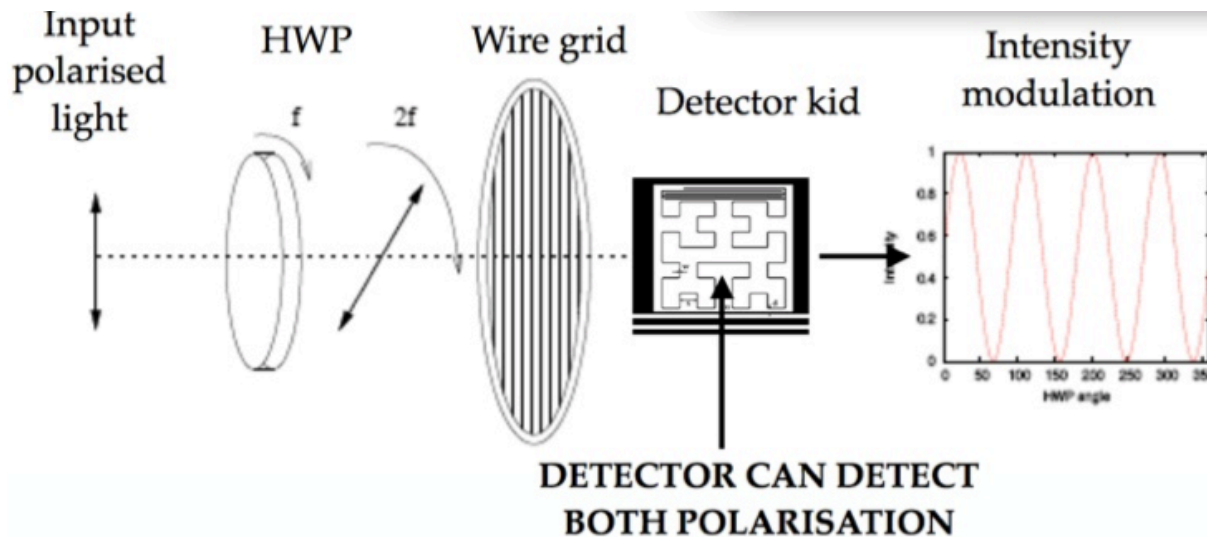 Input
polarised
light
HWP
Wire grid
Detector kid
Intensity
modulation
f
2f
Intensity
1
0.8
0.6
0.4
0.2
0
0 50 100 150 200 250 300
HWP angle
DETECTOR CAN DETECT
BOTH POLARISATION